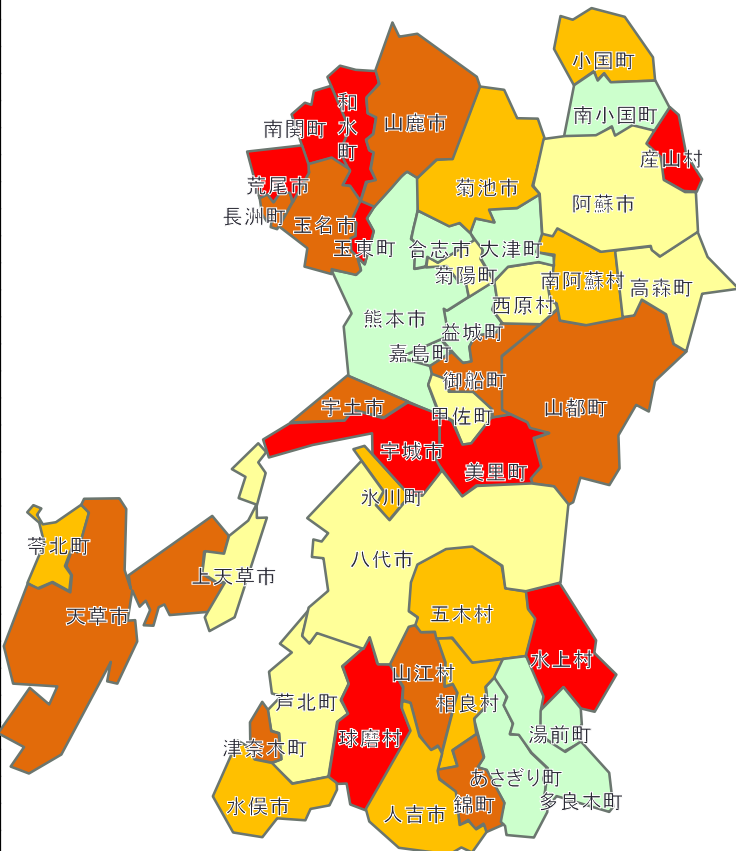 小国町
和水町
南小国町
山鹿市
南関町
産山村
荒尾市
菊池市
阿蘇市
長洲町
玉名市
玉東町
合志市
大津町
菊陽町
南阿蘇村
高森町
西原村
熊本市
益城町
嘉島町
御船町
宇土市
甲佐町
山都町
宇城市
美里町
氷川町
苓北町
八代市
上天草市
天草市
五木村
水上村
山江村
芦北町
相良村
球磨村
湯前町
津奈木町
あさぎり町
多良木町
水俣市
錦町
人吉市